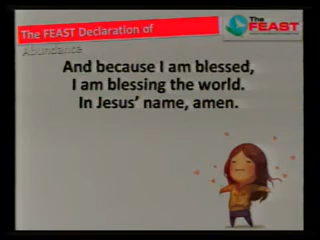 The FEAST Declaration of
Abundance
The
FEAST
And because I am blessed,
I am blessing the world.
In Jesus' name, amen.